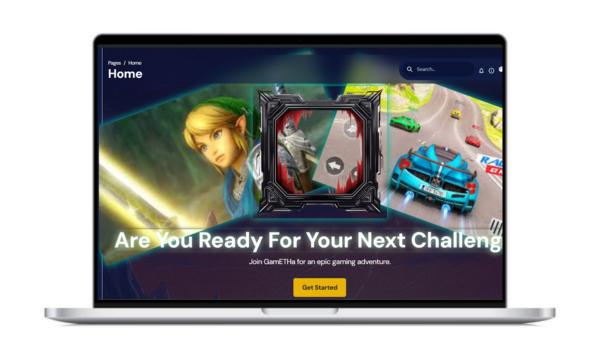 Pages / Home
Home
Search..
Are You Ready For Your Next Challeng
Join GamETHa for an epic gaming adventure.
Get Started